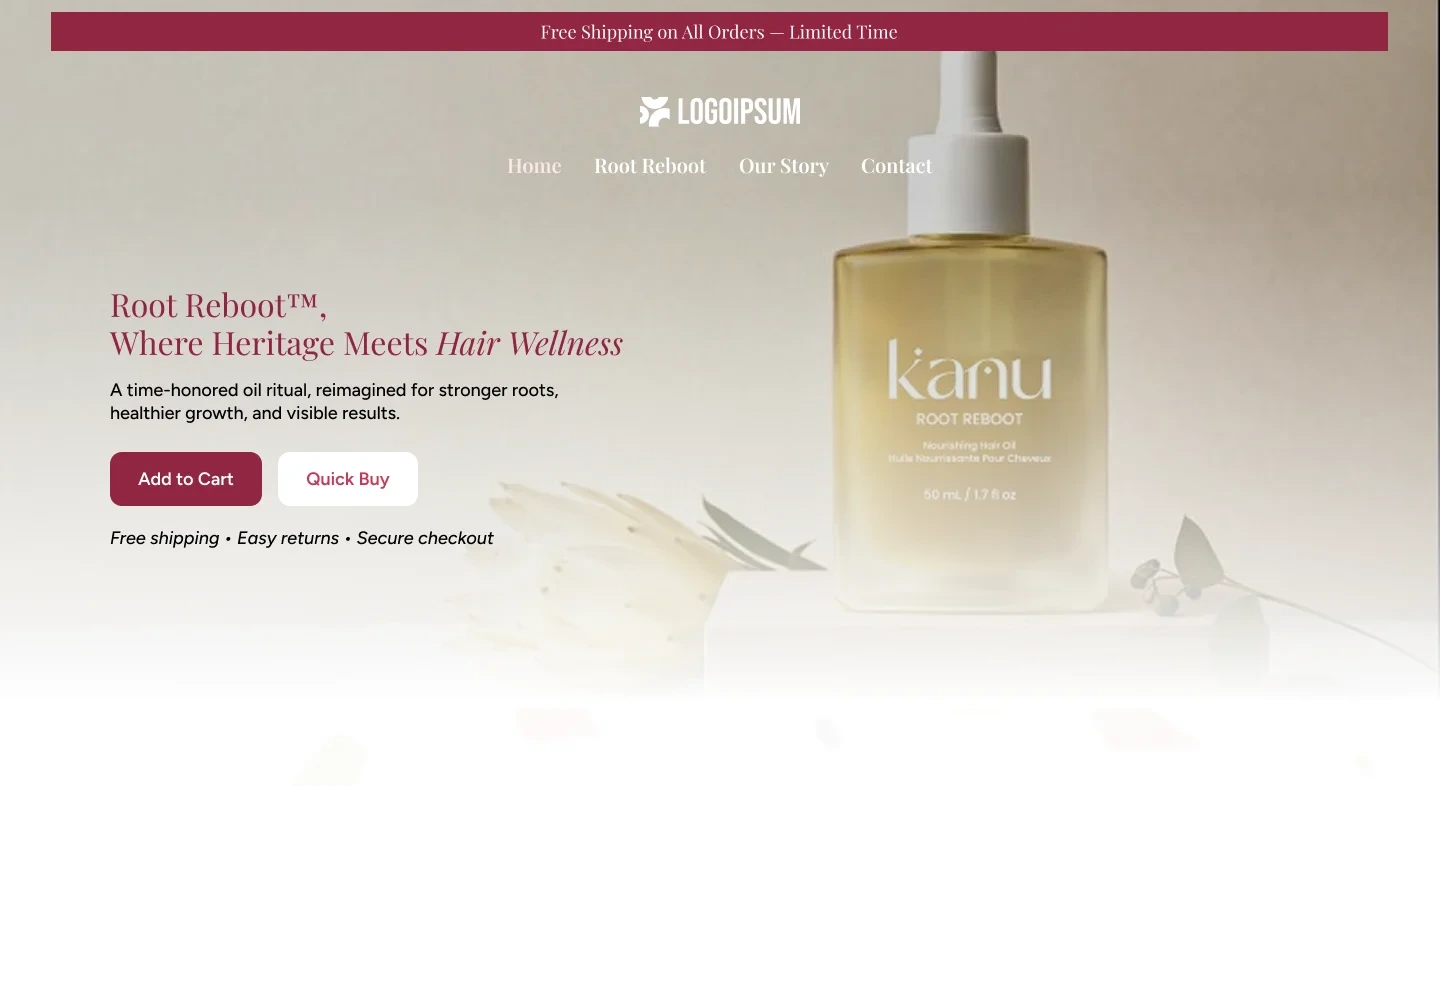 Free Shipping on All Orders — Limited Time
LOGOIPSUM
Home Root Reboot Our Story Contact
Root Reboot™,
Where Heritage Meets Hair Wellness
A time-honored oil ritual, reimagined for stronger roots,
healthier growth, and visible results.
Add to Cart Quick Buy
Free shipping • Easy returns • Secure checkout
kanu
ROOT REBOOT
Nourishing Hair Oil
Huile Nourrissante Pour Cheveux
50 mL / 1.7 fl oz